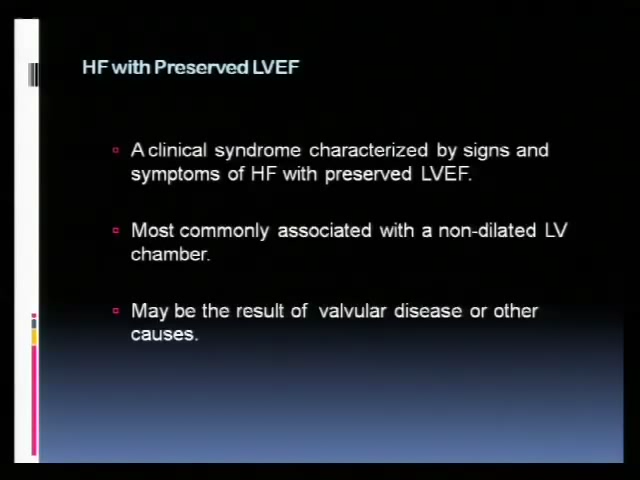 HF with Preserved LVEF
A clinical syndrome characterized by signs and
symptoms of HF with preserved LVEF.
Most commonly associated with a non-dilated LV
chamber.
May be the result of valvular disease or other
causes.